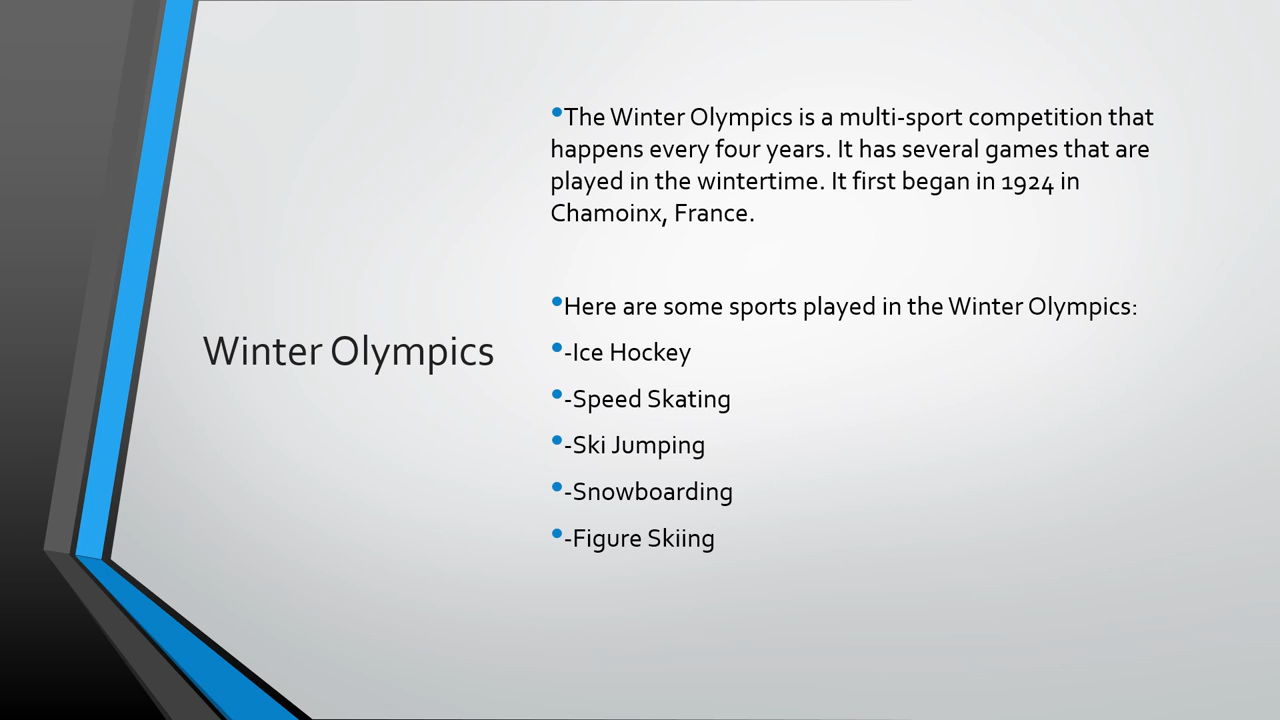 Winter Olympics
•The Winter Olympics is a multi-sport competition that
happens every four years. It has several games that are
played in the wintertime. It first began in 1924 in
Chamoinx, France.
•Here are some sports played in the Winter Olympics:
•-Ice Hockey
•-Speed Skating
•-Ski Jumping
•-Snowboarding
•-Figure Skiing